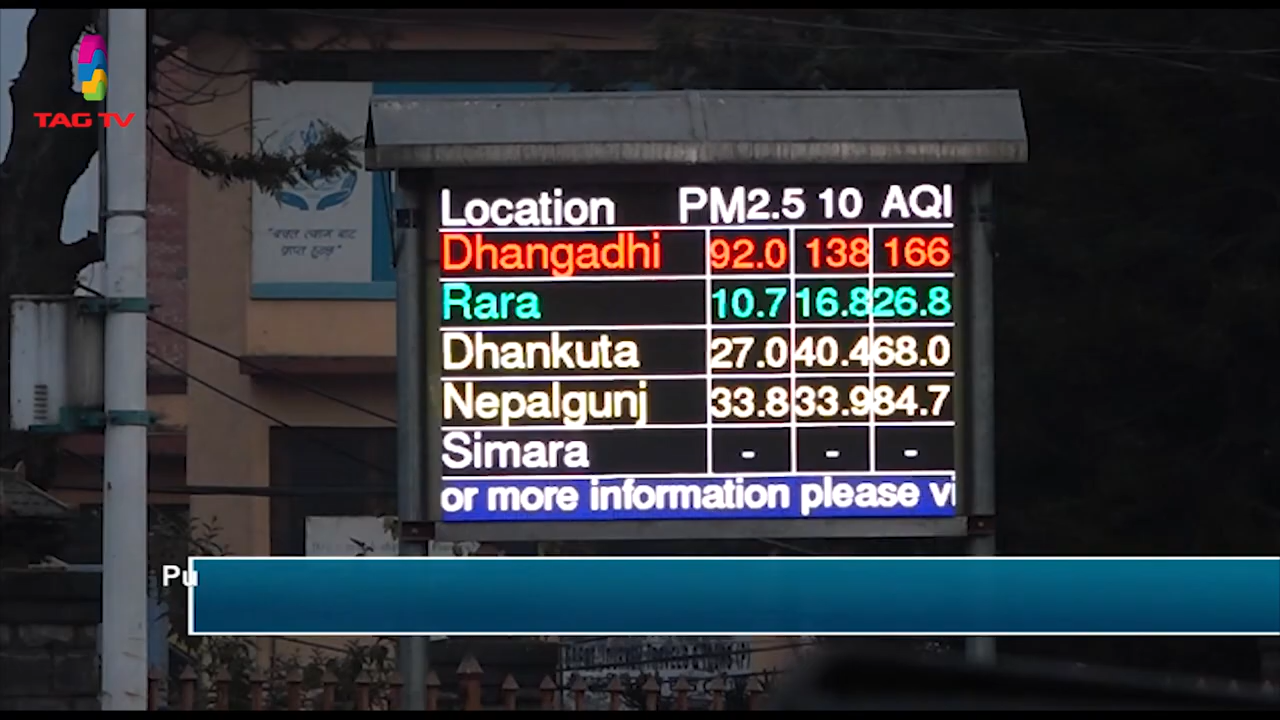 TAG TV
"बचत त्याग बाट
प्राप्त हुन्छ"
Location PM2.5 10 AQI
Dhangadhi 92.0 138 166
Rara 10.7 16.8 26.8
Dhankuta 27.0 40.4 68.0
Nepalgunj 33.8 33.9 84.7
Simara - - -
or more information please vi
Pu